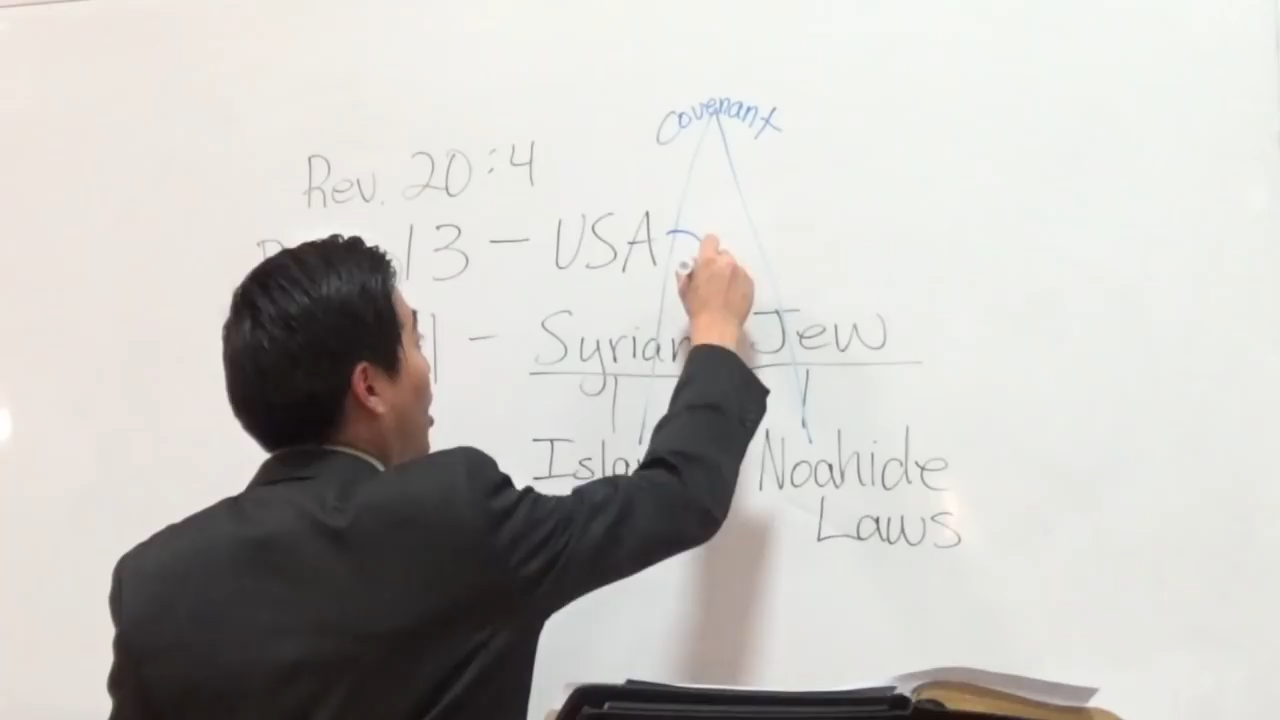 covenant
Rev. 20:4
13 - USA
- Syrian Jew
Noahide
Laws